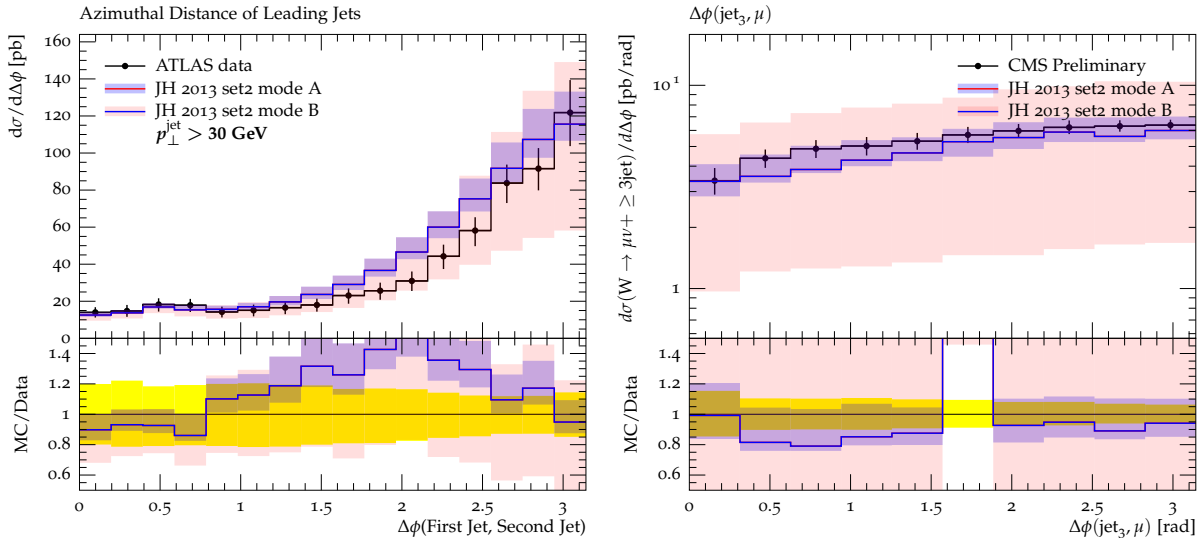 Azimuthal Distance of Leading Jets
dσ/dΔϕ [pb]
160
140
120
100
80
60
40
20
0
ATLAS data
JH 2013 set2 mode A
JH 2013 set2 mode B
p⊥^jet > 30 GeV
MC/Data
1.4
1.2
1
0.8
0.6
0 0.5 1 1.5 2 2.5 3
Δϕ(First Jet, Second Jet)
Δϕ(jet₃, μ)
dσ(W → μν+ ≥ 3jet)/dΔϕ [pb/rad]
10¹
1
CMS Preliminary
JH 2013 set2 mode A
JH 2013 set2 mode B
MC/Data
1.4
1.2
1
0.8
0.6
0 0.5 1 1.5 2 2.5 3
Δϕ(jet₃, μ) [rad]